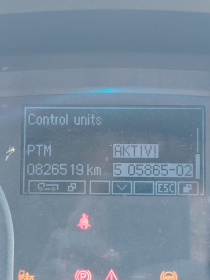 Control units
PTM AKTIV!
0826519 km 5 05865-02
ESC